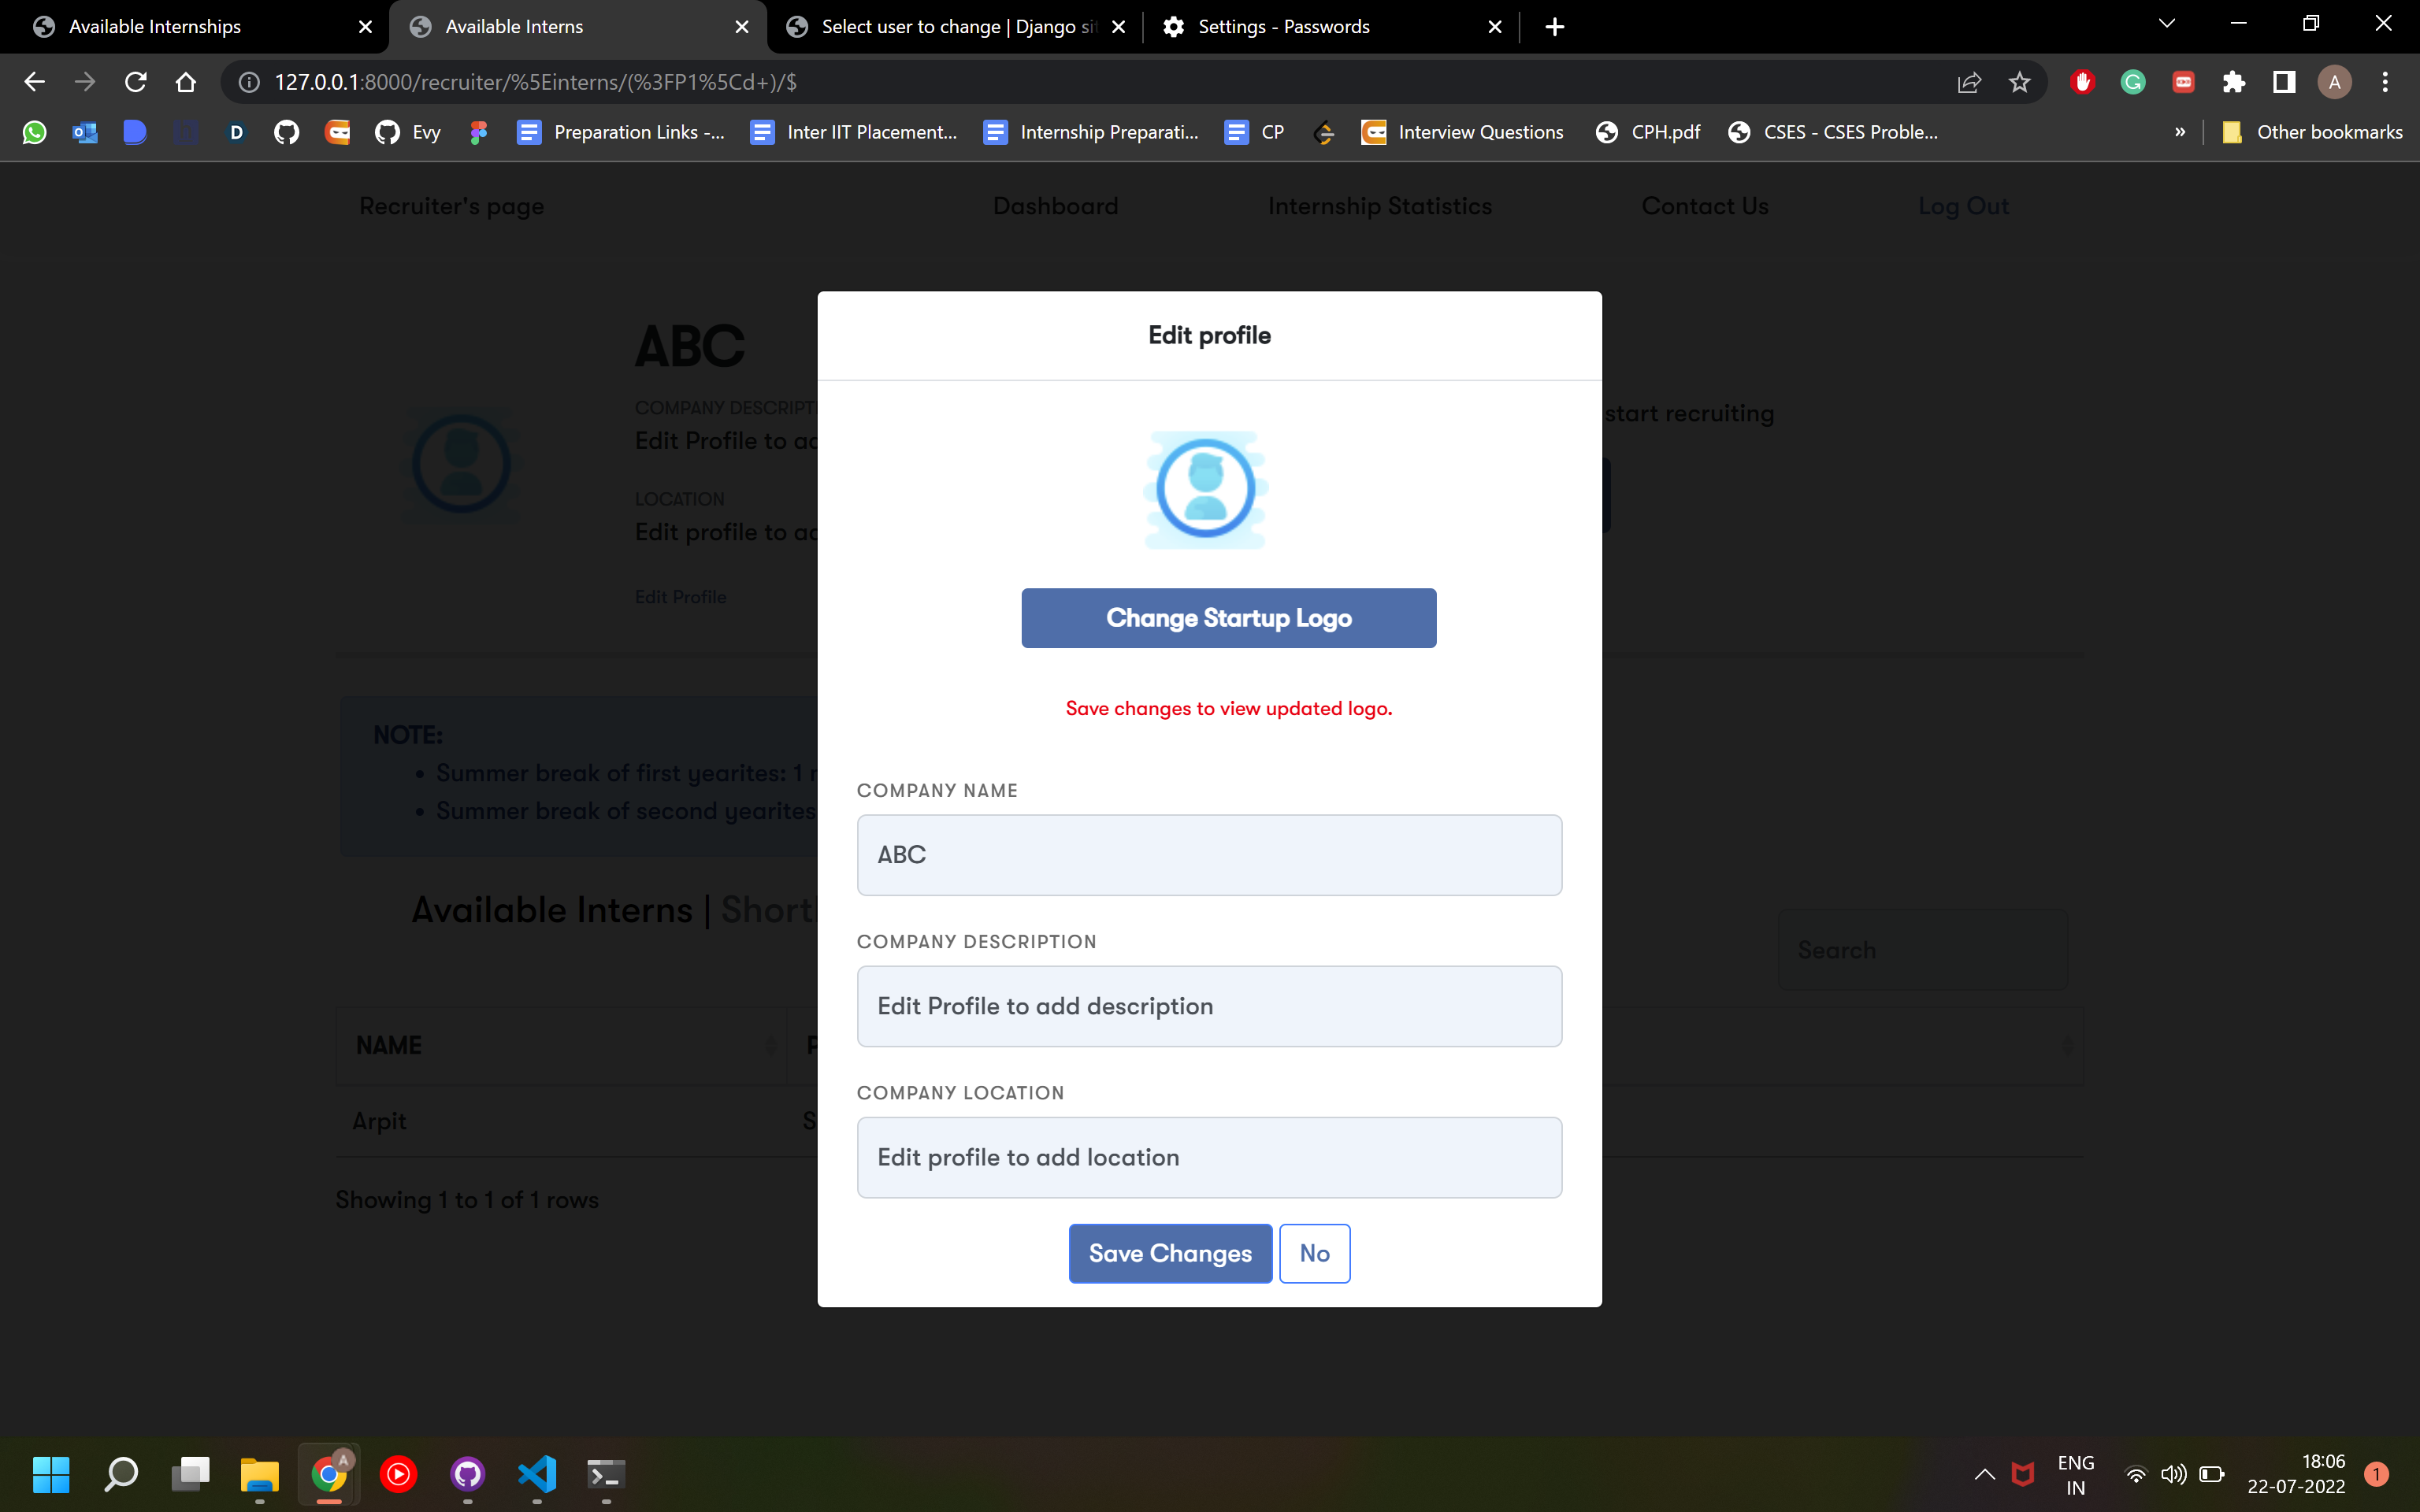 Available Internships
Available Interns
Select user to change | Django si
Settings - Passwords
127.0.0.1:8000/recruiter/%5Einterns/(%3FP1%5Cd+)/$
A
D
Evy
Preparation Links -...
Inter IIT Placement...
Internship Preparati...
CP
Interview Questions
CPH.pdf
CSES - CSES Proble...
»
Other bookmarks
Recruiter's page
Dashboard
Internship Statistics
Contact Us
Log Out
ABC
COMPANY DESCRIPT
Edit Profile to ad
LOCATION
Edit profile to ad
Edit Profile
start recruiting
NOTE:
• Summer break of first yearites: 1
• Summer break of second yearites
Available Interns | Short
Search
NAME
Arpit
S
Showing 1 to 1 of 1 rows
Edit profile
Change Startup Logo
Save changes to view updated logo.
COMPANY NAME
ABC
COMPANY DESCRIPTION
Edit Profile to add description
COMPANY LOCATION
Edit profile to add location
Save Changes
No
A
ENG
IN
18:06
22-07-2022
1